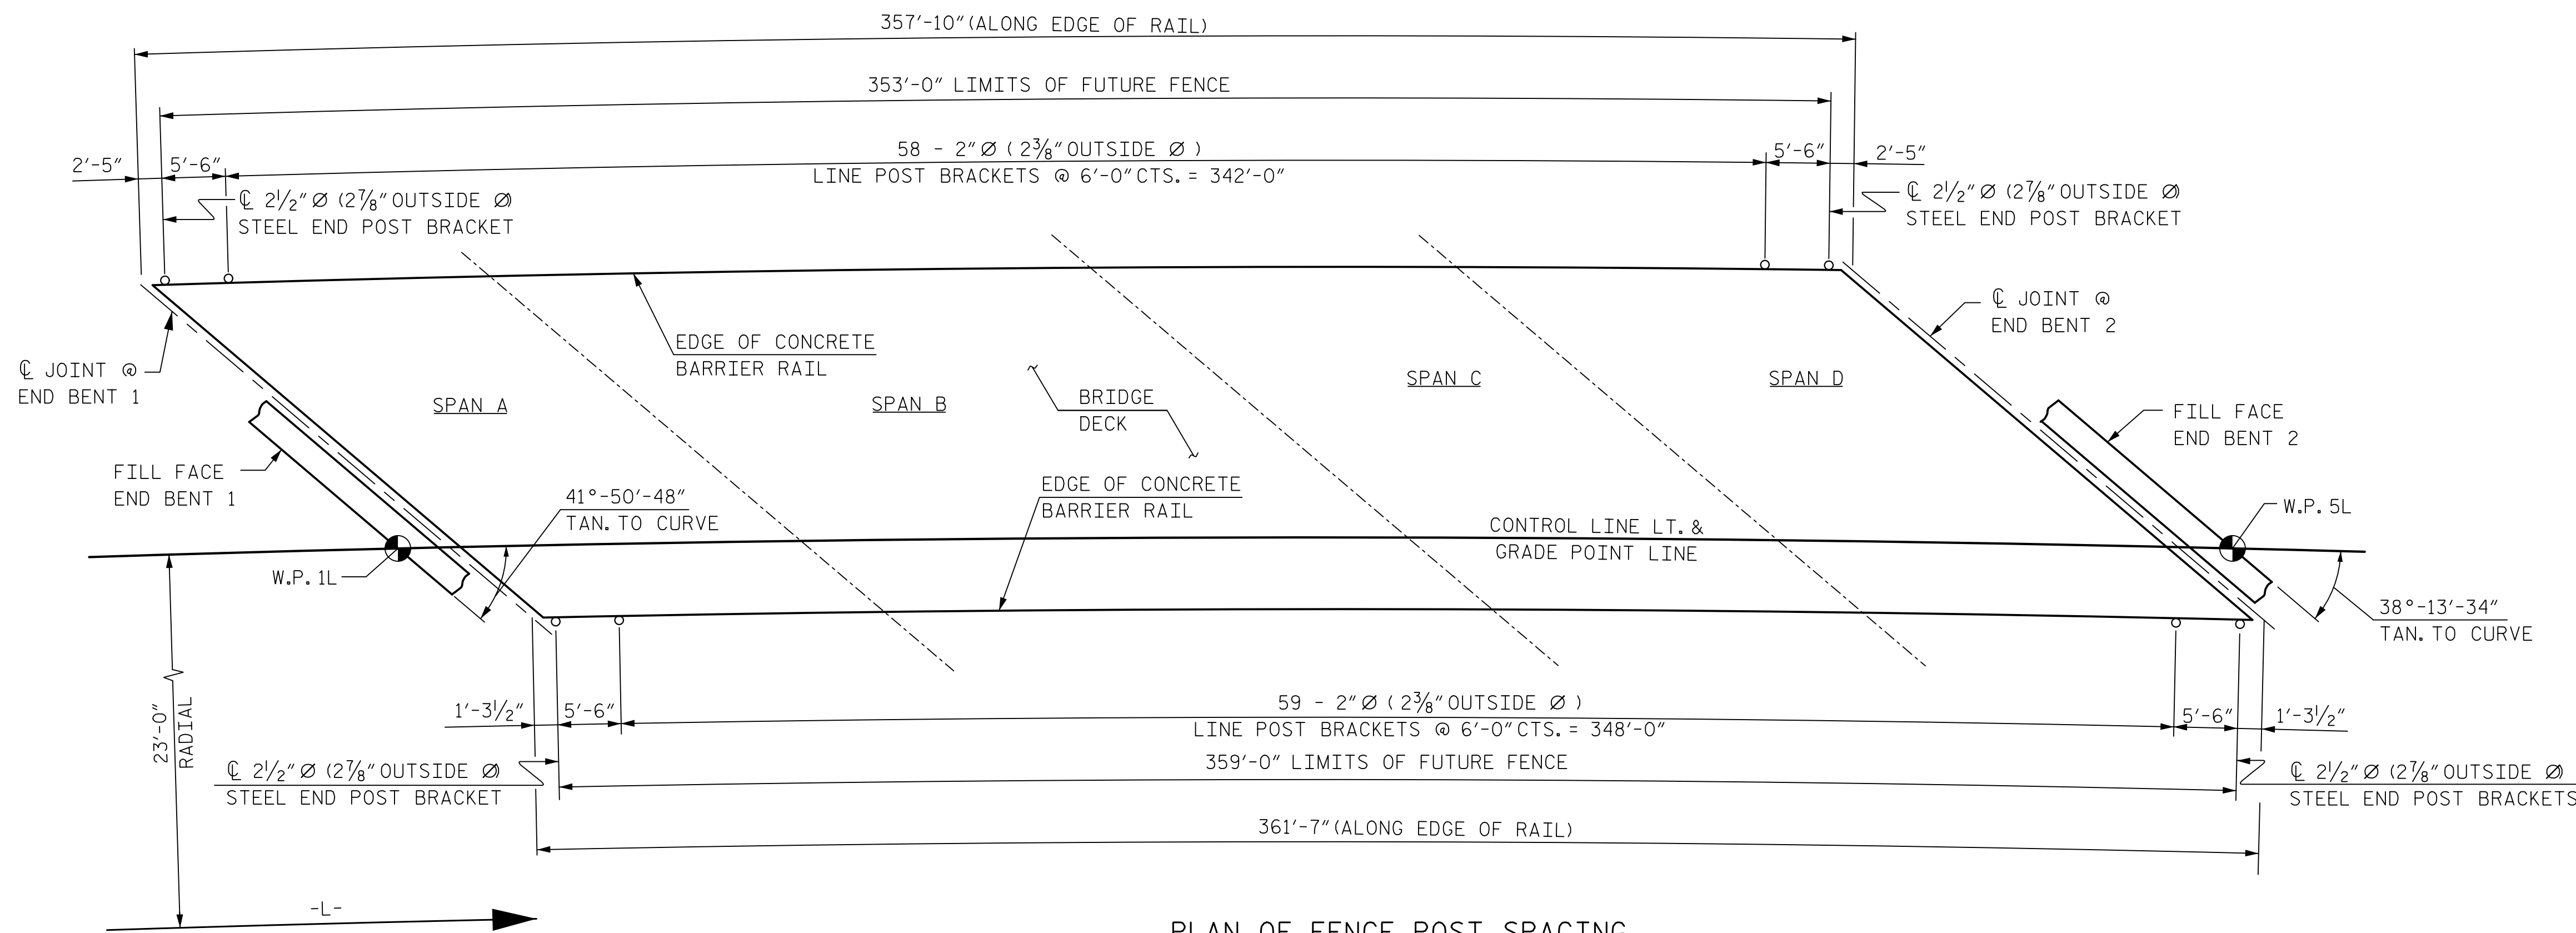 357'-10" (ALONG EDGE OF RAIL)
353'-0" LIMITS OF FUTURE FENCE
58 - 2"Ø ( 2⅜" OUTSIDE Ø )
LINE POST BRACKETS @ 6'-0" CTS. = 342'-0"
2'-5"
5'-6"
5'-6"
2'-5"
℄ 2½"Ø (2⅞" OUTSIDE Ø)
STEEL END POST BRACKET
℄ 2½"Ø (2⅞" OUTSIDE Ø)
STEEL END POST BRACKET
℄ JOINT @
END BENT 2
EDGE OF CONCRETE
BARRIER RAIL
℄ JOINT @
END BENT 1
SPAN A
SPAN B
BRIDGE
DECK
SPAN C
SPAN D
FILL FACE
END BENT 2
FILL FACE
END BENT 1
41°-50'-48"
TAN. TO CURVE
EDGE OF CONCRETE
BARRIER RAIL
CONTROL LINE LT. &
GRADE POINT LINE
W.P. 5L
W.P. 1L
38°-13'-34"
TAN. TO CURVE
23'-0"
RADIAL
1'-3½"
5'-6"
59 - 2"Ø ( 2⅜" OUTSIDE Ø )
LINE POST BRACKETS @ 6'-0" CTS. = 348'-0"
5'-6"
1'-3½"
359'-0" LIMITS OF FUTURE FENCE
℄ 2½"Ø (2⅞" OUTSIDE Ø)
STEEL END POST BRACKET
℄ 2½"Ø (2⅞" OUTSIDE Ø)
STEEL END POST BRACKETS
361'-7" (ALONG EDGE OF RAIL)
-L-
PLAN OF FENCE POST SPACING